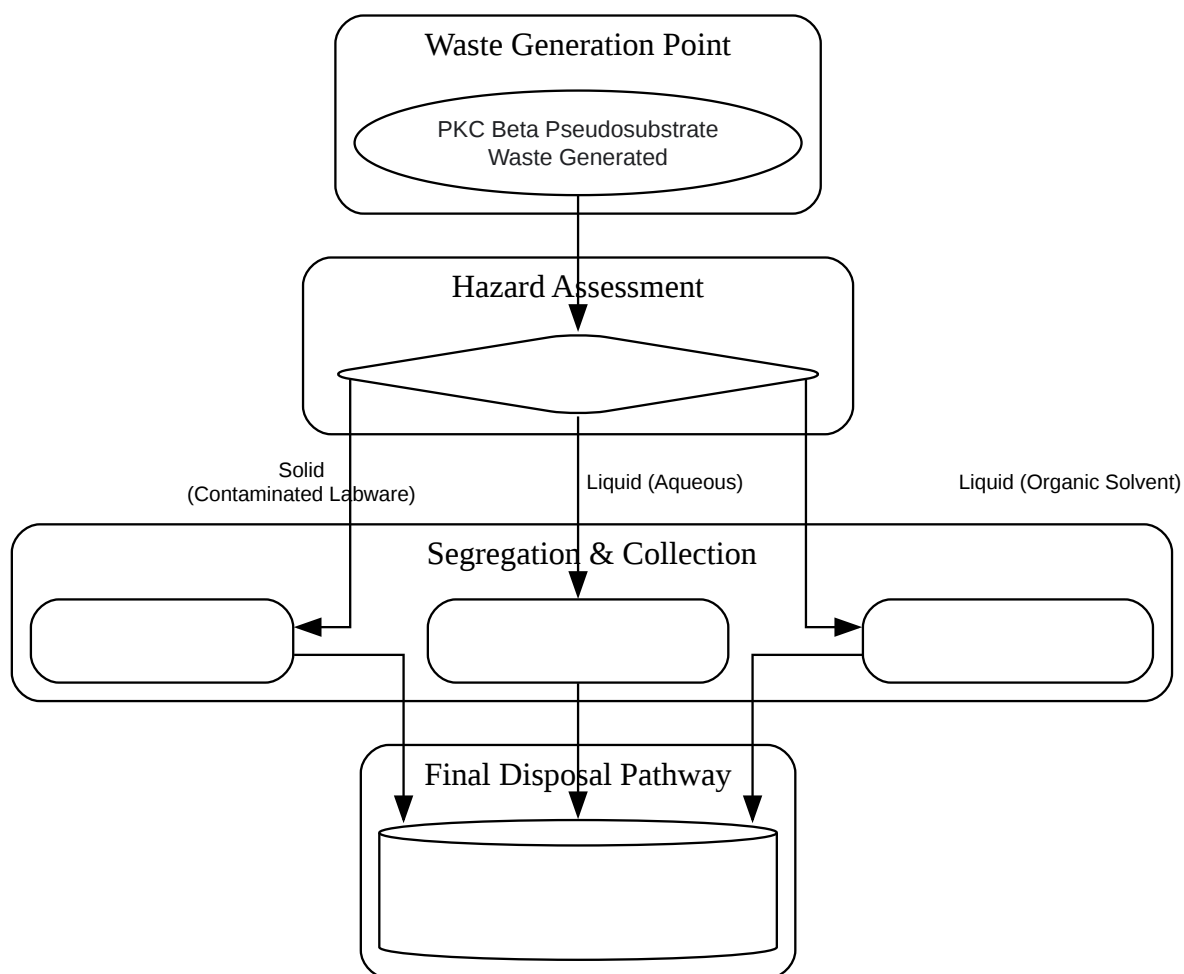 Waste Generation Point
PKC Beta Pseudosubstrate
Waste Generated
Hazard Assessment
Solid
(Contaminated Labware)
Liquid (Aqueous)
Liquid (Organic Solvent)
Segregation & Collection
Final Disposal Pathway